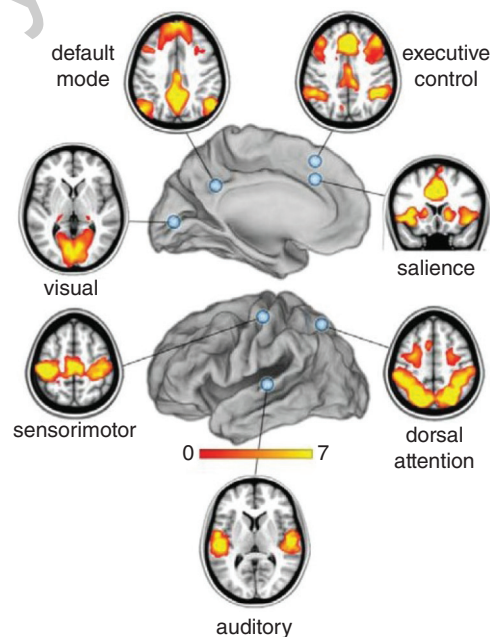 default
mode
executive
control
visual
salience
sensorimotor
dorsal
attention
0 7
auditory